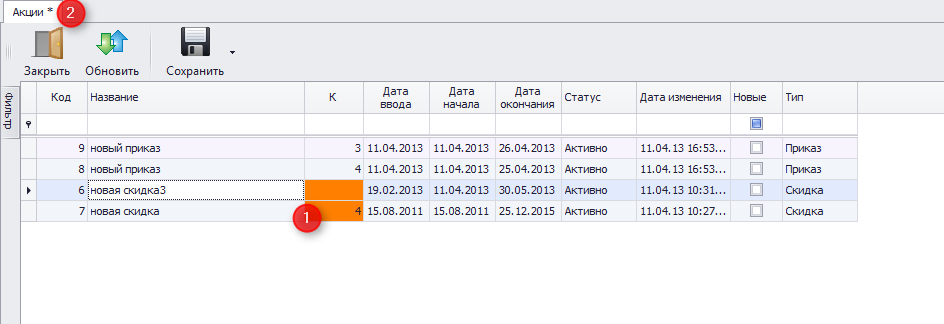 Акции * 2
Закрыть Обновить Сохранить
Фильтр
Код Название К Дата ввода Дата начала Дата окончания Статус Дата изменения Новые Тип
9 новый приказ 3 11.04.2013 11.04.2013 26.04.2013 Активно 11.04.13 16:53... Приказ
8 новый приказ 4 11.04.2013 11.04.2013 25.04.2013 Активно 11.04.13 16:53... Приказ
6 новая скидка3 19.02.2013 11.04.2013 30.05.2013 Активно 11.04.13 10:31... Скидка
7 новая скидка 1 4 15.08.2011 15.08.2011 25.12.2015 Активно 11.04.13 10:27... Скидка